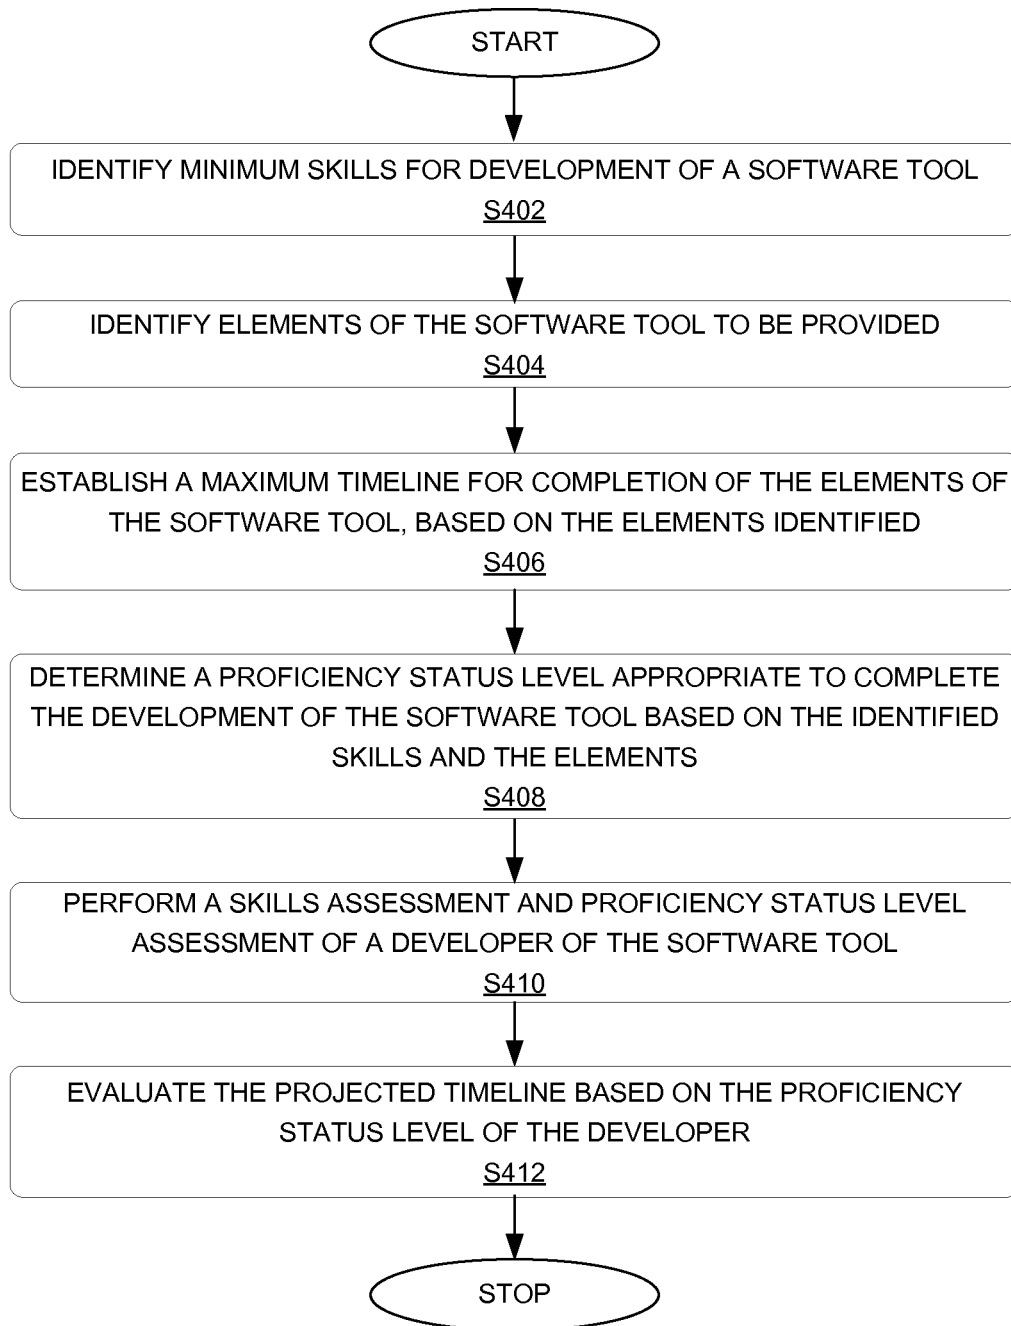 START
IDENTIFY MINIMUM SKILLS FOR DEVELOPMENT OF A SOFTWARE TOOL
S402
IDENTIFY ELEMENTS OF THE SOFTWARE TOOL TO BE PROVIDED
S404
ESTABLISH A MAXIMUM TIMELINE FOR COMPLETION OF THE ELEMENTS OF
THE SOFTWARE TOOL, BASED ON THE ELEMENTS IDENTIFIED
S406
DETERMINE A PROFICIENCY STATUS LEVEL APPROPRIATE TO COMPLETE
THE DEVELOPMENT OF THE SOFTWARE TOOL BASED ON THE IDENTIFIED
SKILLS AND THE ELEMENTS
S408
PERFORM A SKILLS ASSESSMENT AND PROFICIENCY STATUS LEVEL
ASSESSMENT OF A DEVELOPER OF THE SOFTWARE TOOL
S410
EVALUATE THE PROJECTED TIMELINE BASED ON THE PROFICIENCY
STATUS LEVEL OF THE DEVELOPER
S412
STOP